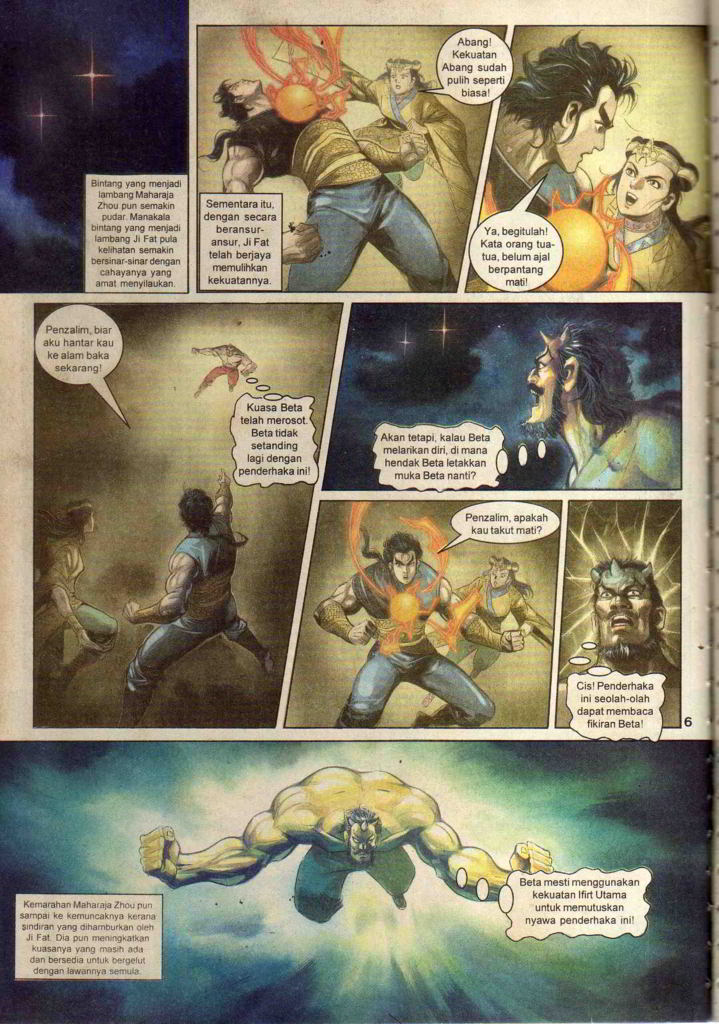 Bintang yang menjadi
lambang Maharaja
Zhou pun semakin
pudar. Manakala
bintang yang menjadi
lambang Ji Fat pula
kelihatan semakin
bersinar-sinar dengan
cahayanya yang
amat menyilaukan.
Sementara itu,
dengan secara
beransur-
ansur, Ji Fat
telah berjaya
memulihkan
kekuatannya.
Abang!
Kekuatan
Abang sudah
pulih seperti
biasa!
Ya, begitulah!
Kata orang tua-
tua, belum ajal
berpantang
mati!
Penzalim, biar
aku hantar kau
ke alam baka
sekarang!
Kuasa Beta
telah merosot.
Beta tidak
setanding
lagi dengan
penderhaka ini!
Akan tetapi, kalau Beta
melarikan diri, di mana
hendak Beta letakkan
muka Beta nanti?
Penzalim, apakah
kau takut mati?
Cis! Penderhaka
ini seolah-olah
dapat membaca
fikiran Beta!
6
Kemarahan Maharaja Zhou pun
sampai ke kemuncaknya kerana
sindiran yang dihamburkan oleh
Ji Fat. Dia pun meningkatkan
kuasanya yang masih ada
dan bersedia untuk bergelut
dengan lawannya semula.
Beta mesti menggunakan
kekuatan Ifirt Utama
untuk memutuskan
nyawa penderhaka ini!